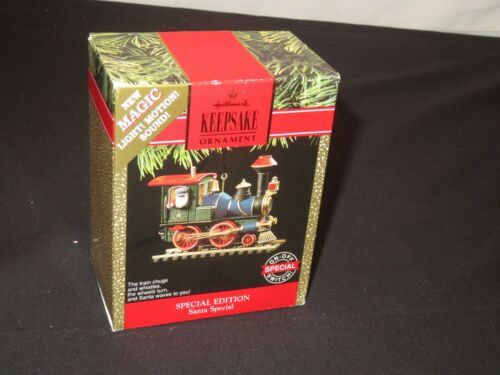 NEW
MAGIC
LIGHT! MOTION!
SOUND!
Hallmark
KEEPSAKE
ORNAMENT
The train chugs
and whistles,
the wheels turn,
and Santa waves to you!
ON-OFF
SPECIAL
SWITCH!
SPECIAL EDITION
Santa Special